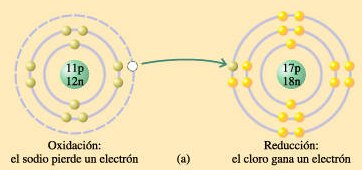 11p
12n
17p
18n
Oxidación:
el sodio pierde un electrón
(a)
Reducción:
el cloro gana un electrón